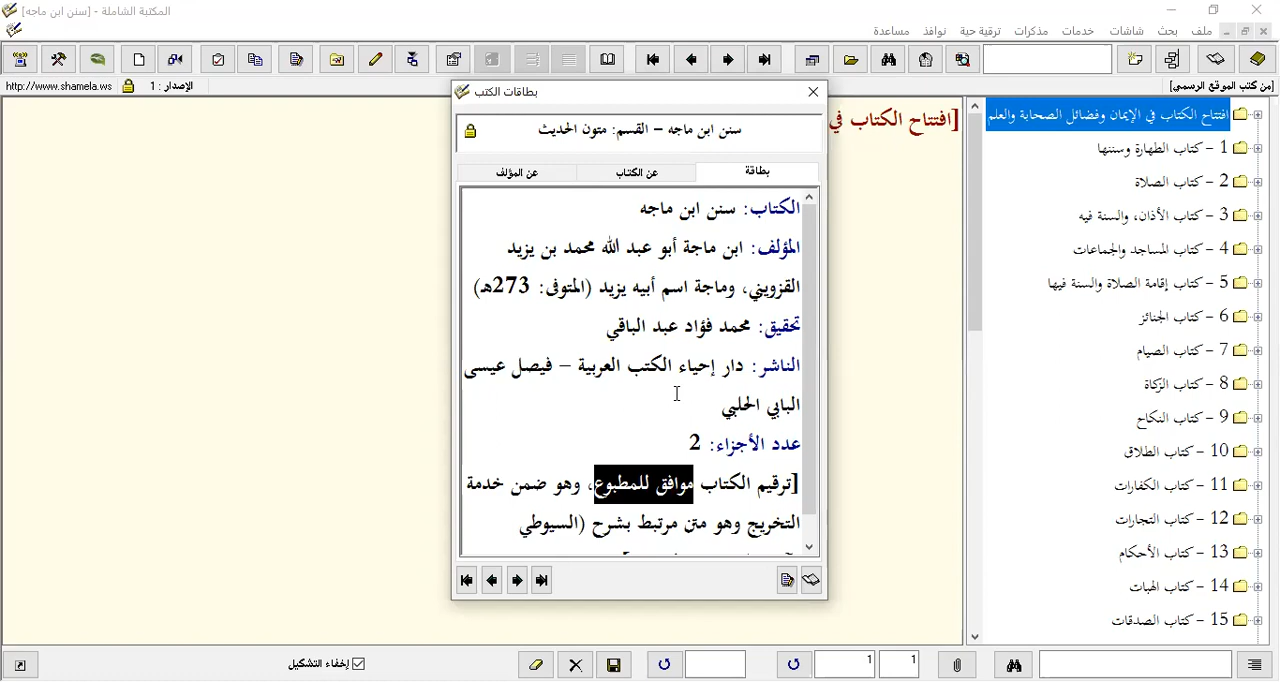 المكتبة الشاملة - [سنن ابن ماجه]
ملف بحث شاشات خدمات مذكرات ترقية حية نوافذ مساعدة
[من كتب الموقع الرسمي]
الإصدار : 1
http://www.shamela.ws
افتتاح الكتاب في الإيمان وفضائل الصحابة والعلم
1 - كتاب الطهارة وسننها
2 - كتاب الصلاة
3 - كتاب الأذان، والسنة فيه
4 - كتاب المساجد والجماعات
5 - كتاب إقامة الصلاة والسنة فيها
6 - كتاب الجنائز
7 - كتاب الصيام
8 - كتاب الزكاة
9 - كتاب النكاح
10 - كتاب الطلاق
11 - كتاب الكفارات
12 - كتاب التجارات
13 - كتاب الأحكام
14 - كتاب الهبات
15 - كتاب الصدقات
[افتتاح الكتاب في
بطاقات الكتب
سنن ابن ماجه - القسم: متون الحديث
بطاقة
عن الكتاب
عن المؤلف
الكتاب: سنن ابن ماجه
المؤلف: ابن ماجة أبو عبد الله محمد بن يزيد
القزويني، وماجة اسم أبيه يزيد (المتوفى: 273هـ)
تحقيق: محمد فؤاد عبد الباقي
الناشر: دار إحياء الكتب العربية - فيصل عيسى
البابي الحلبي
عدد الأجزاء: 2
[ترقيم الكتاب موافق للمطبوع، وهو ضمن خدمة
التخريج وهو متن مرتبط بشرح (السيوطي
1
1
إخفاء التشكيل